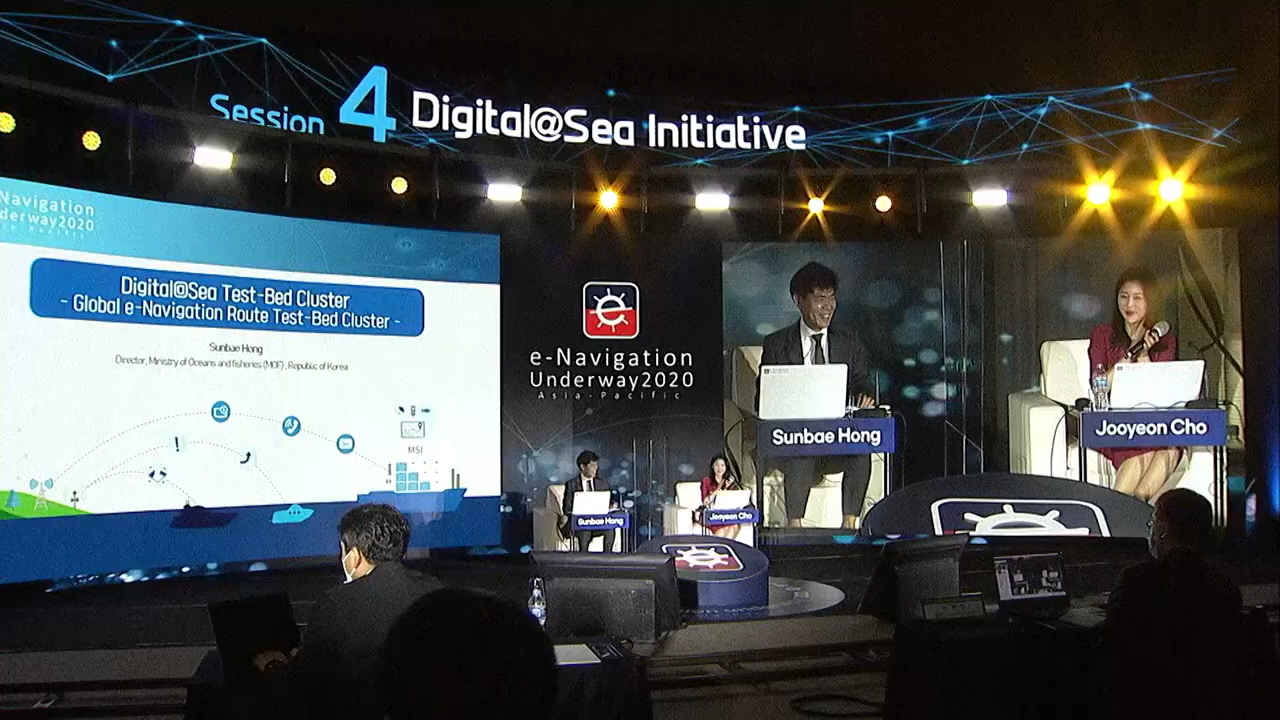 Session 4 Digital@Sea Initiative
Navigation
derway2020
Pacific
Digital@Sea Test-Bed Cluster
- Global e-Navigation Route Test-Bed Cluster -
Sunbae Hong
Director, Ministry of Oceans and fisheries (MOF), Republic of Korea
MSI
e-Navigation
Underway2020
Asia-Pacific
Sunbae Hong
Jooyeon Cho
Sunbae Hong
Jooyeon Cho